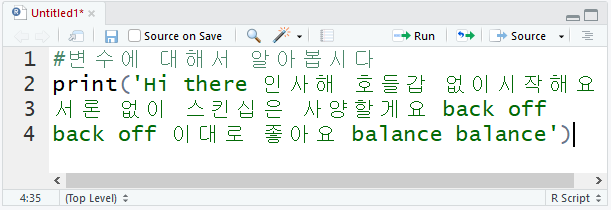 Untitled1*
Source on Save
Run
Source
1 #변수에 대해서 알아봅시다
2 print('Hi there 인사해 호들갑 없이시작해요
3 서론 없이 스킨십은 사양할게요 back off
4 back off 이대로 좋아요 balance balance')
4:35 (Top Level) R Script